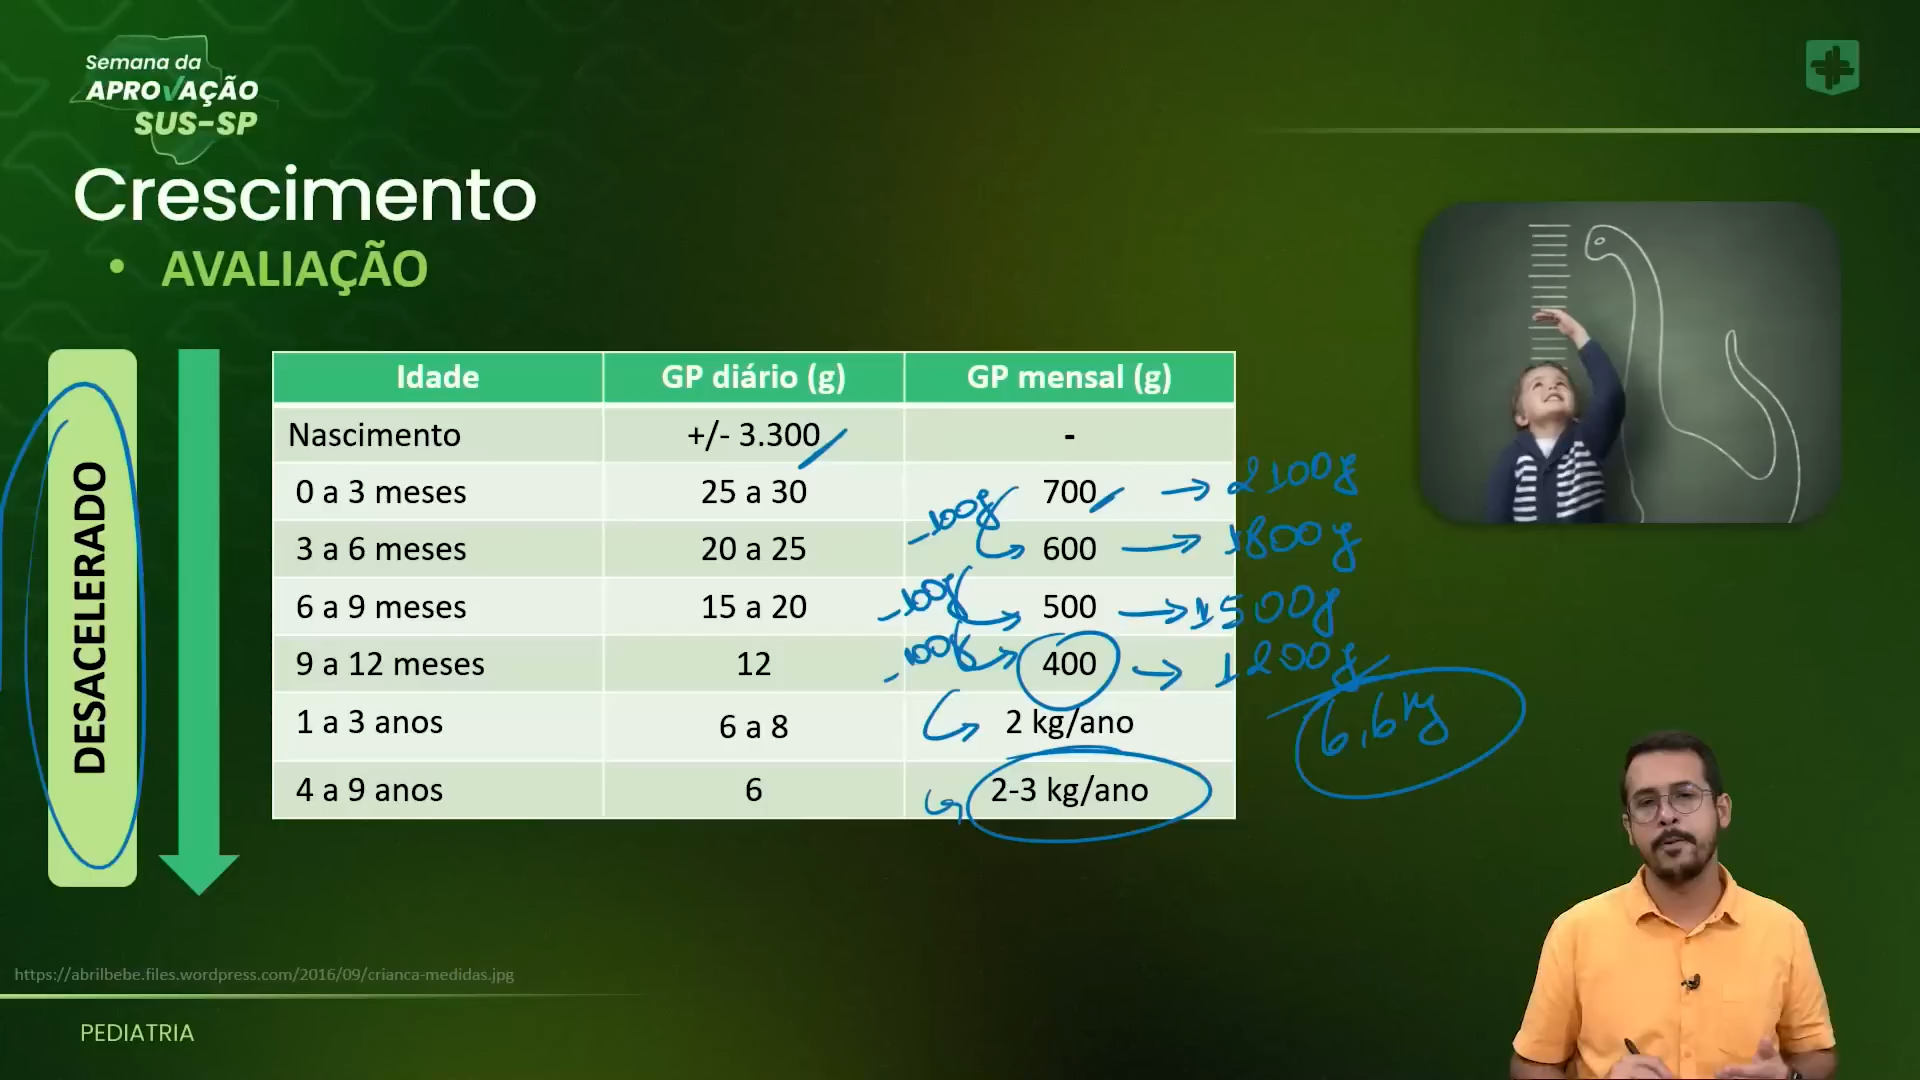 Semana da
APROVAÇÃO
SUS-SP
Crescimento
• AVALIAÇÃO
DESACELERADO
Idade GP diário (g) GP mensal (g)
Nascimento +/- 3.300 -
0 a 3 meses 25 a 30 700 → 2100g
-100g
3 a 6 meses 20 a 25 600 → 1800g
-100g
6 a 9 meses 15 a 20 500 → 1500g
-100g
9 a 12 meses 12 400 → 1200g
6,6 kg
1 a 3 anos 6 a 8 2 kg/ano
4 a 9 anos 6 2-3 kg/ano
https://abrilbebe.files.wordpress.com/2016/09/crianca-medidas.jpg
PEDIATRIA